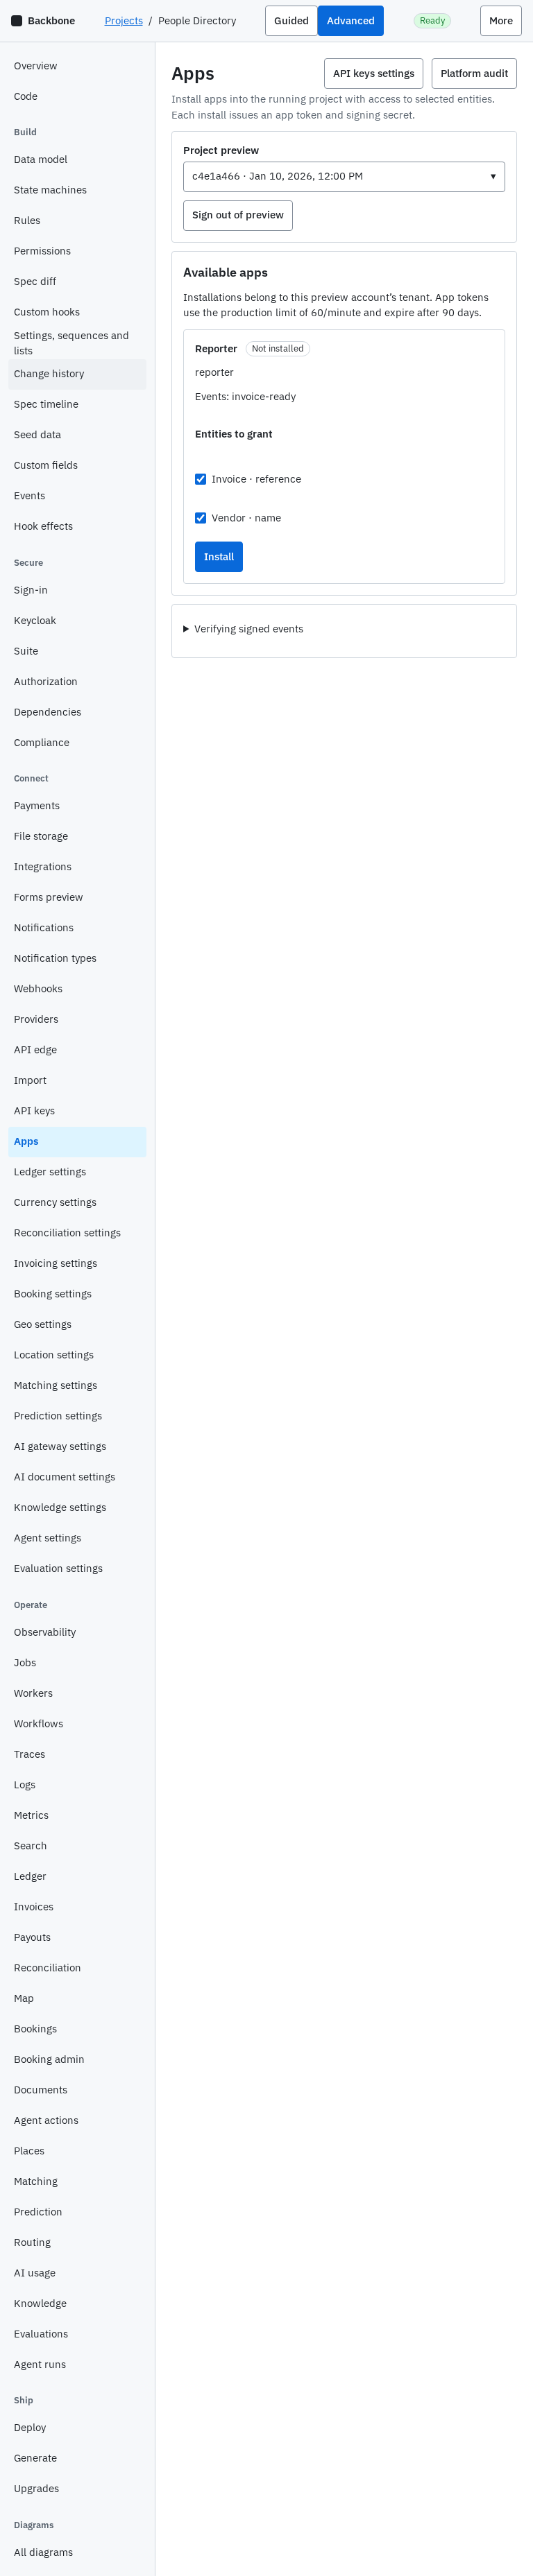 Backbone
Projects / People Directory
Guided
Advanced
Ready
More
Overview
Code
Build
Data model
State machines
Rules
Permissions
Spec diff
Custom hooks
Settings, sequences and
lists
Change history
Spec timeline
Seed data
Custom fields
Events
Hook effects
Secure
Sign-in
Keycloak
Suite
Authorization
Dependencies
Compliance
Connect
Payments
File storage
Integrations
Forms preview
Notifications
Notification types
Webhooks
Providers
API edge
Import
API keys
Apps
Ledger settings
Currency settings
Reconciliation settings
Invoicing settings
Booking settings
Geo settings
Location settings
Matching settings
Prediction settings
AI gateway settings
AI document settings
Knowledge settings
Agent settings
Evaluation settings
Operate
Observability
Jobs
Workers
Workflows
Traces
Logs
Metrics
Search
Ledger
Invoices
Payouts
Reconciliation
Map
Bookings
Booking admin
Documents
Agent actions
Places
Matching
Prediction
Routing
AI usage
Knowledge
Evaluations
Agent runs
Ship
Deploy
Generate
Upgrades
Diagrams
All diagrams
Apps
API keys settings
Platform audit
Install apps into the running project with access to selected entities.
Each install issues an app token and signing secret.
Project preview
c4e1a466 · Jan 10, 2026, 12:00 PM
Sign out of preview
Available apps
Installations belong to this preview account’s tenant. App tokens
use the production limit of 60/minute and expire after 90 days.
Reporter
Not installed
reporter
Events: invoice-ready
Entities to grant
Invoice · reference
Vendor · name
Install
Verifying signed events